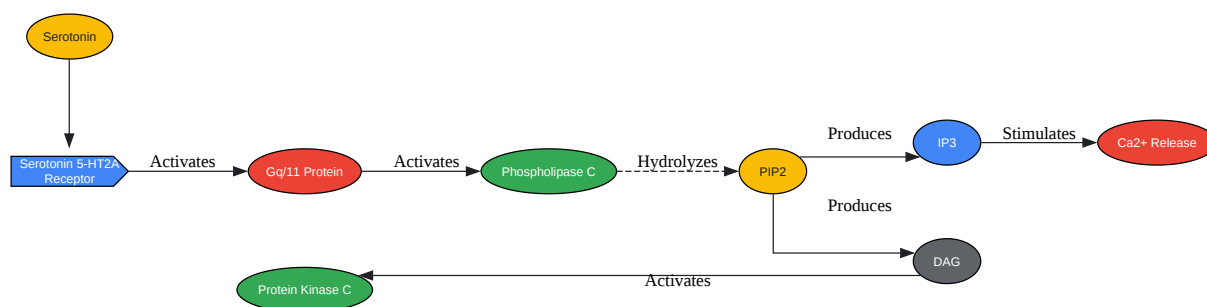 Serotonin
Serotonin 5-HT2A
Receptor
Activates
Gq/11 Protein
Activates
Phospholipase C
Hydrolyzes
PIP2
Produces
IP3
Stimulates
Ca2+ Release
Produces
DAG
Activates
Protein Kinase C